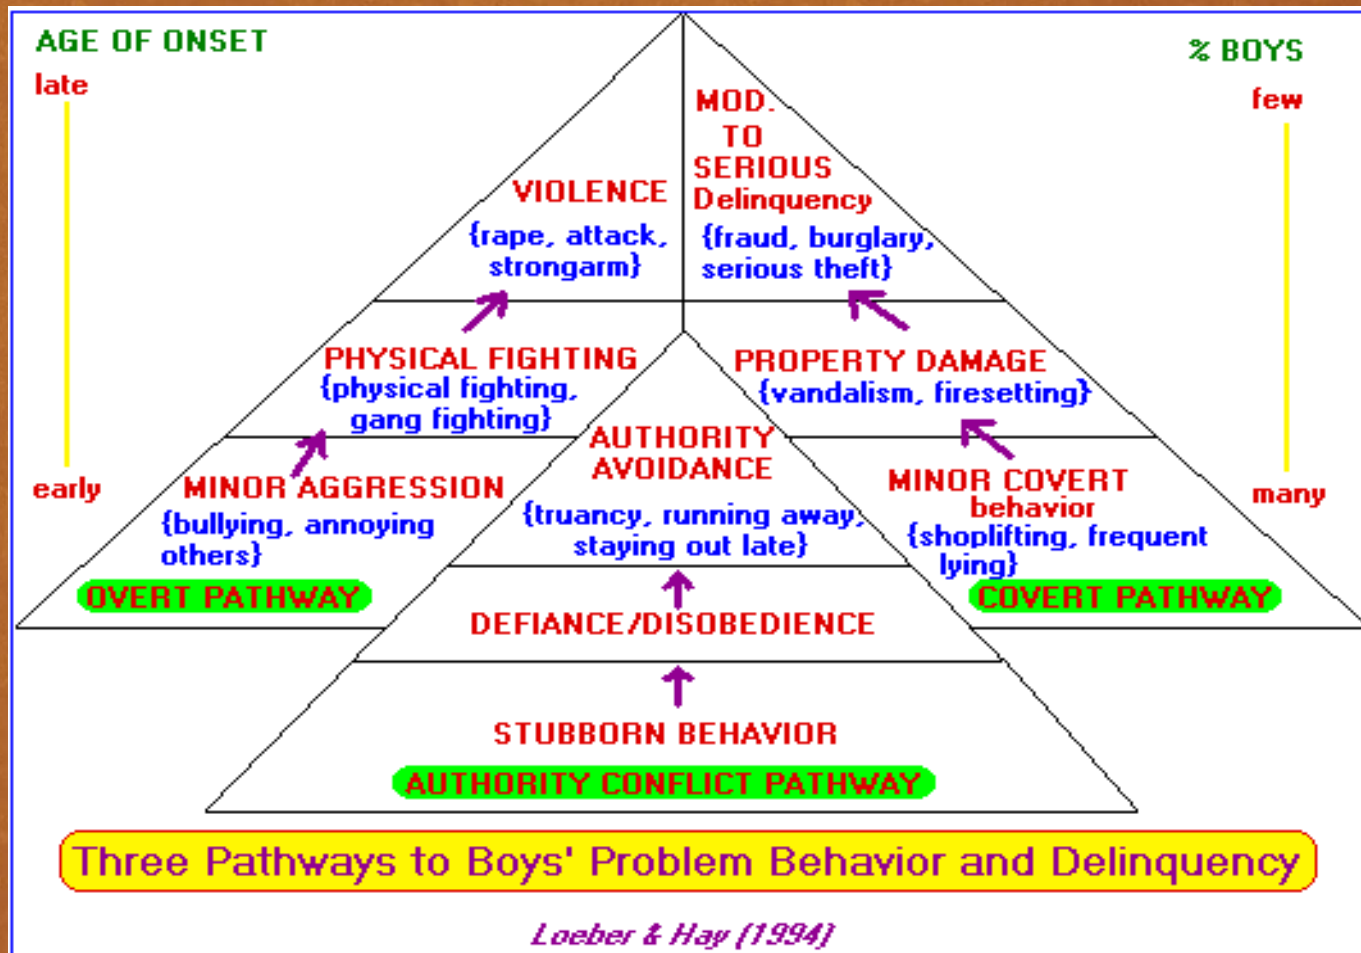 AGE OF ONSET
late
early
% BOYS
few
many
VIOLENCE
{rape, attack,
strongarm}
MOD.
TO
SERIOUS
Delinquency
{fraud, burglary,
serious theft}
PHYSICAL FIGHTING
{physical fighting,
gang fighting}
PROPERTY DAMAGE
{vandalism, firesetting}
MINOR AGGRESSION
{bullying, annoying
others}
OVERT PATHWAY
AUTHORITY
AVOIDANCE
{truancy, running away,
staying out late}
MINOR COVERT
behavior
{shoplifting, frequent
lying}
COVERT PATHWAY
DEFIANCE/DISOBEDIENCE
STUBBORN BEHAVIOR
AUTHORITY CONFLICT PATHWAY
Three Pathways to Boys' Problem Behavior and Delinquency
Loeber & Hay (1994)